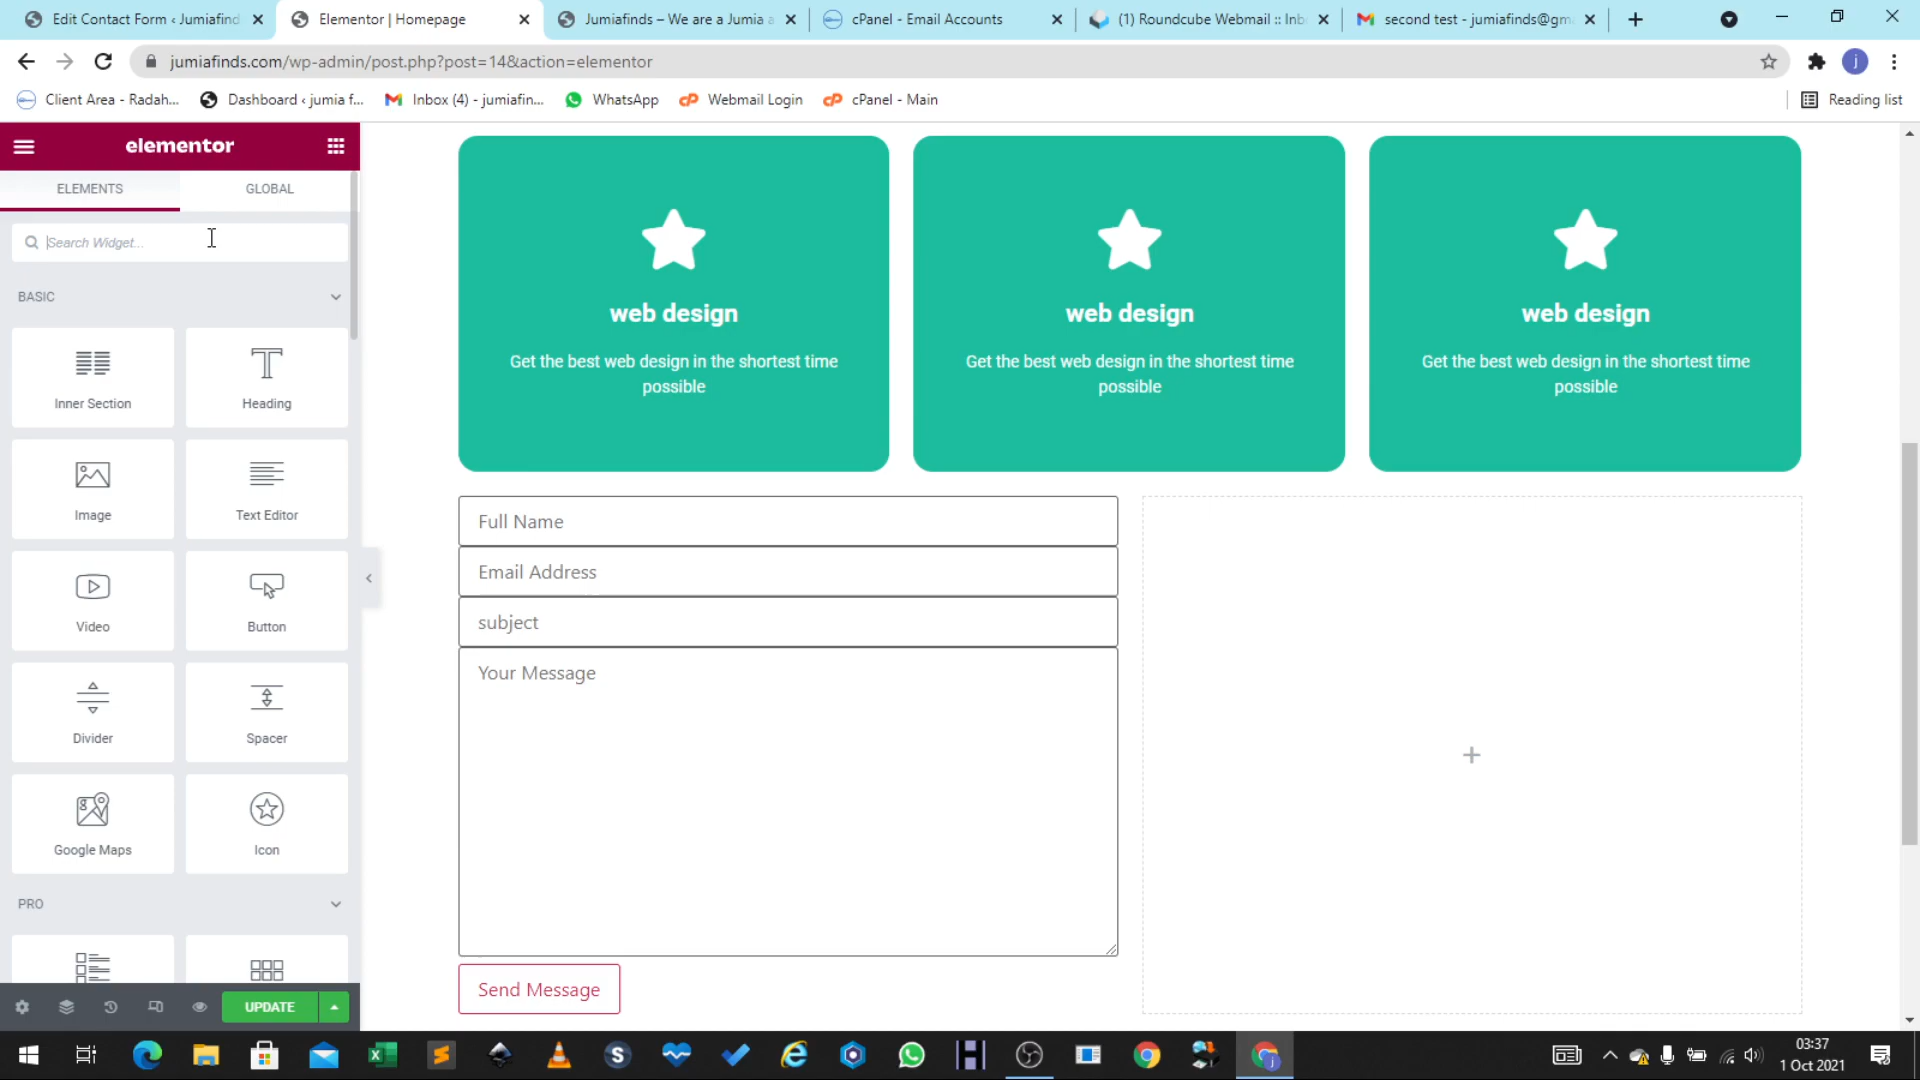 Edit Contact Form ‹ Jumiafind
Elementor | Homepage
Jumiafinds – We are a Jumia a
cPanel - Email Accounts
(1) Roundcube Webmail :: Inb
second test - jumiafinds@gm
j
jumiafinds.com/wp-admin/post.php?post=14&action=elementor
Client Area - Radah...
Dashboard ‹ jumia f...
Inbox (4) - jumiafin...
WhatsApp
Webmail Login
cPanel - Main
Reading list
elementor
ELEMENTS
GLOBAL
Search Widget...
BASIC
Inner Section
Heading
Image
Text Editor
Video
Button
Divider
Spacer
Google Maps
Icon
PRO
UPDATE
web design
Get the best web design in the shortest time
possible
web design
Get the best web design in the shortest time
possible
web design
Get the best web design in the shortest time
possible
Full Name
Email Address
subject
Your Message
Send Message
03:37
1 Oct 2021